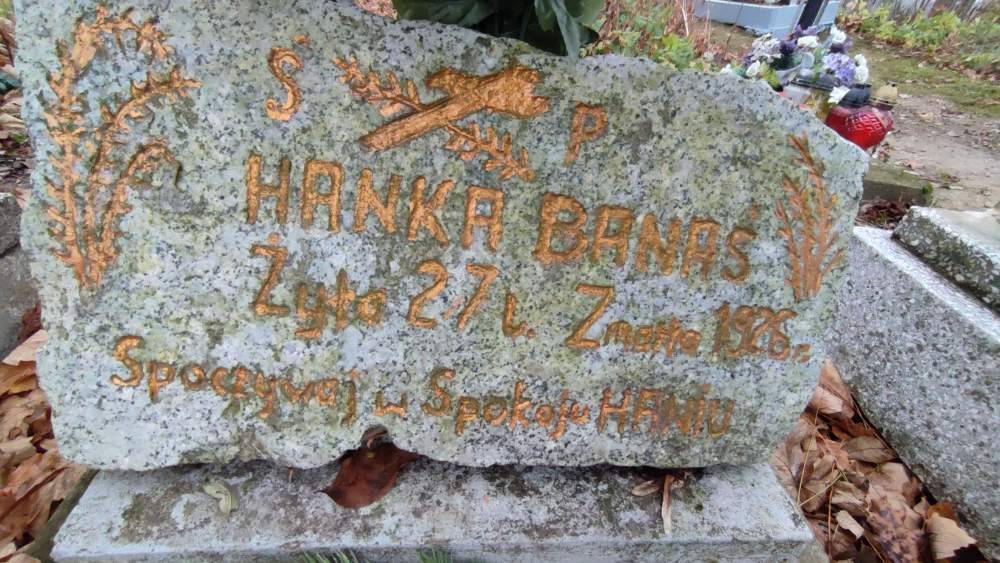 S P
HANKA BANAŚ
Żyła 27 l. Zmarła 1926 r.
Spoczywaj w Spokoju HANIU